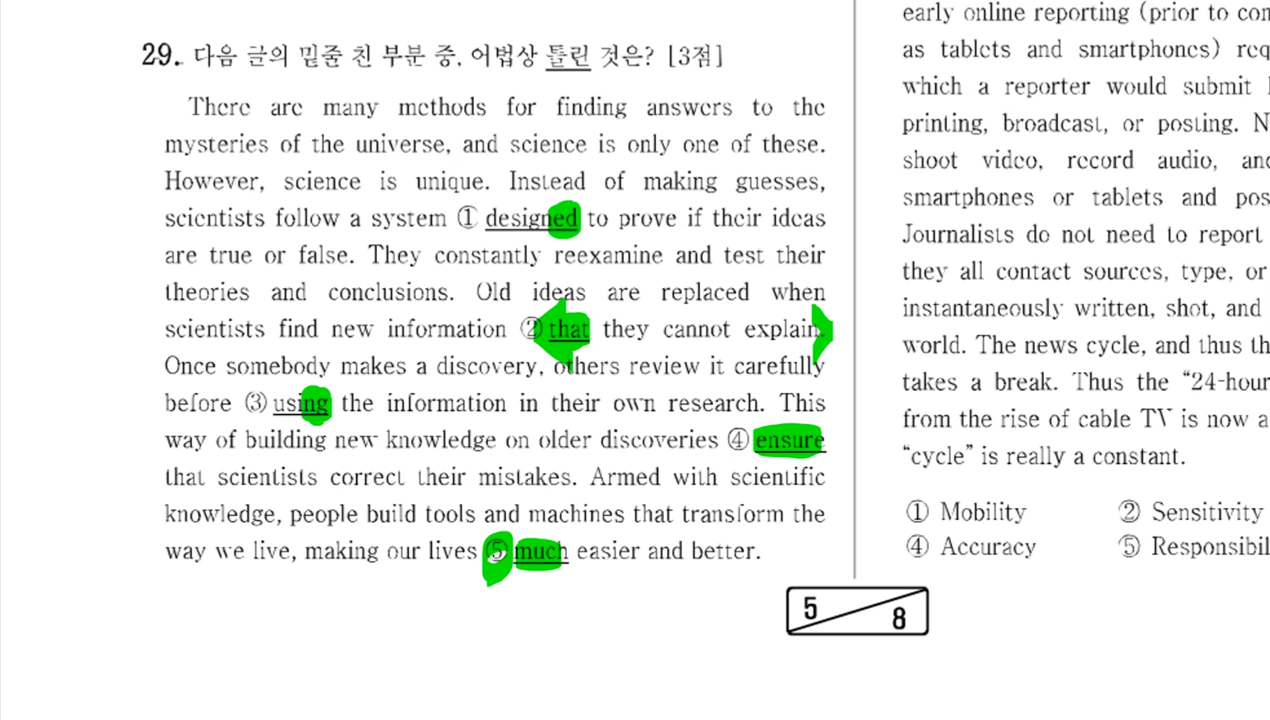 29. 다음 글의 밑줄 친 부분 중, 어법상 틀린 것은? [3점]
There are many methods for finding answers to the
mysteries of the universe, and science is only one of these.
However, science is unique. Instead of making guesses,
scientists follow a system ① designed to prove if their ideas
are true or false. They constantly reexamine and test their
theories and conclusions. Old ideas are replaced when
scientists find new information ② that they cannot explain.
Once somebody makes a discovery, others review it carefully
before ③ using the information in their own research. This
way of building new knowledge on older discoveries ④ ensure
that scientists correct their mistakes. Armed with scientific
knowledge, people build tools and machines that transform the
way we live, making our lives ⑤ much easier and better.
5/8
early online reporting (prior to
as tablets and smartphones)
which a reporter would submit
printing, broadcast, or posting.
shoot video, record audio,
smartphones or tablets and
Journalists do not need to report
they all contact sources, type, or
instantaneously written, shot, and
world. The news cycle, and thus
takes a break. Thus the “24-hour
from the rise of cable TV is now a
“cycle” is really a constant.
① Mobility ② Sensitivity
④ Accuracy ⑤